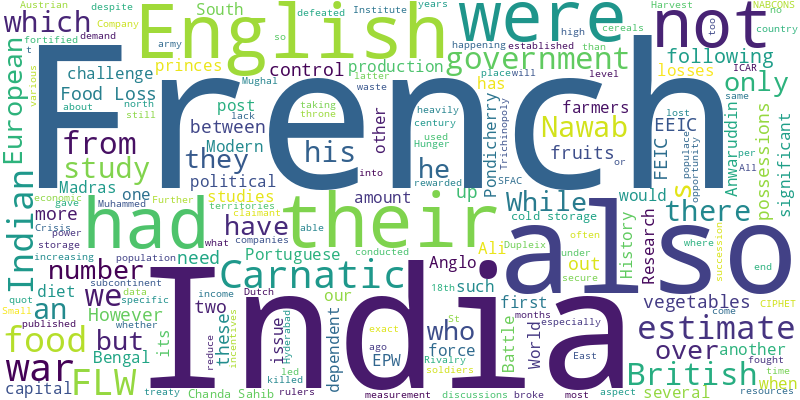 Austrian despite South defeated Institute years high cereals Harvest too no NABCONS
which Company demand English were not country
fortified army so happening established than
European t challenge princes control production government following
various Food Loss Mughal latter placewill level ICAR losses
about north post taking waste has farmers same only
from still between throne lack other heavily Nawab EEIC as
study Modern his century Pondicherry Trichinopoly fruits lost
they he used Hunger rewarded FEIC populace opportunity Anwaruddin possessions significant
Madras political into SFAC or per All
Indian one economic gave studies amount up While s would there
more Muhammed Further territories had their also
Crisis power claimant have Ali cold storage History Research succession
storage population what companies able Dupleix often where end
increasing need Portuguese conducted out under secure
number subcontinent Carnatic Anglo such
an diet data our 18th first vegetables CIPHET
quot However specific income Dutch who St months come
Small we published whether two Hyderabad ago exact especially estimate
food but its these issue dependent EPW force Battle World over another
war Bengal reduce incentives Rivalry East British fought when
FLW led soldiers several time
capital treaty Chanda Sahib killed rulers measurement discussions broke most aspect resources
French
India